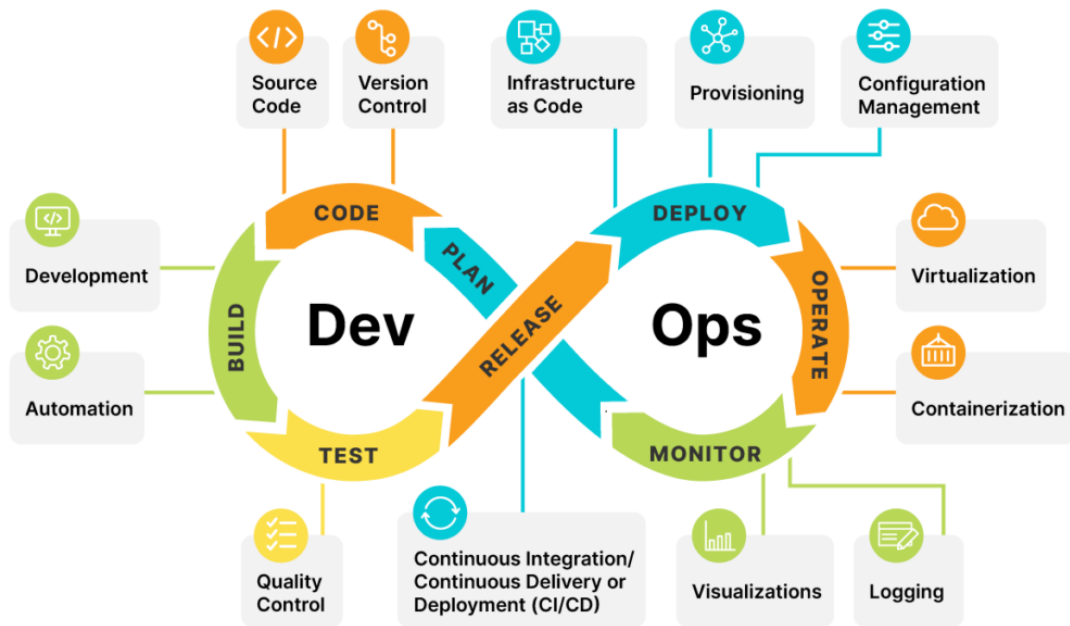 Source
Code
Version
Control
Infrastructure
as Code
Provisioning
Configuration
Management
Development
Automation
CODE
PLAN
BUILD
Dev
TEST
RELEASE
DEPLOY
Ops
OPERATE
MONITOR
Virtualization
Containerization
Quality
Control
Continuous Integration/
Continuous Delivery or
Deployment (CI/CD)
Visualizations
Logging